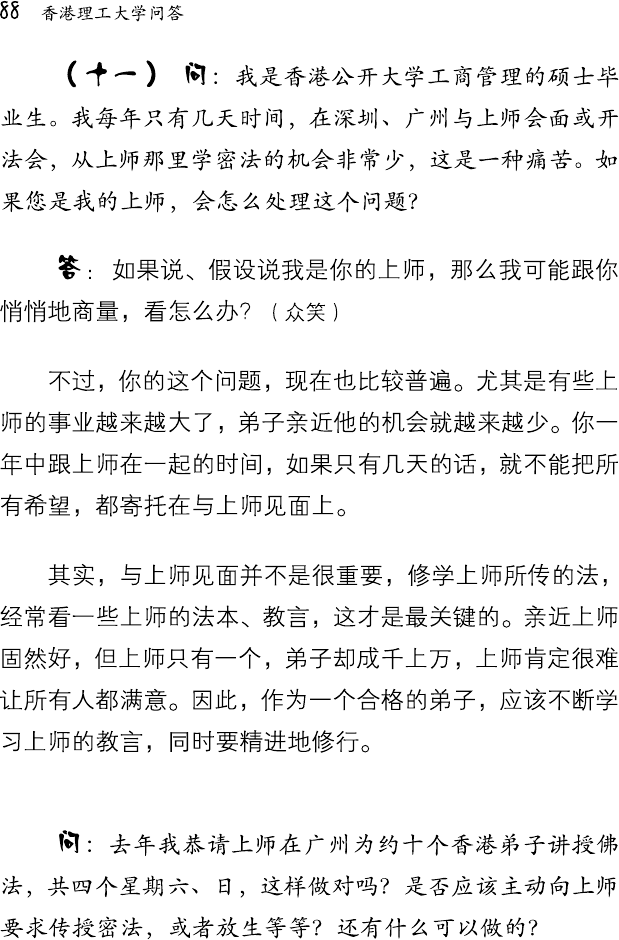 88 香港理工大学问答
（十一） 问：我是香港公开大学工商管理的硕士毕
业生。我每年只有几天时间，在深圳、广州与上师会面或开
法会，从上师那里学密法的机会非常少，这是一种痛苦。如
果您是我的上师，会怎么处理这个问题？
答：如果说、假设说我是你的上师，那么我可能跟你
悄悄地商量，看怎么办？（众笑）
不过，你的这个问题，现在也比较普遍。尤其是有些上
师的事业越来越大了，弟子亲近他的机会就越来越少。你一
年中跟上师在一起的时间，如果只有几天的话，就不能把所
有希望，都寄托在与上师见面上。
其实，与上师见面并不是很重要，修学上师所传的法，
经常看一些上师的法本、教言，这才是最关键的。亲近上师
固然好，但上师只有一个，弟子却成千上万，上师肯定很难
让所有人都满意。因此，作为一个合格的弟子，应该不断学
习上师的教言，同时要精进地修行。
问：去年我恭请上师在广州为约十个香港弟子讲授佛
法，共四个星期六、日，这样做对吗？是否应该主动向上师
要求传授密法，或者放生等等？还有什么可以做的？